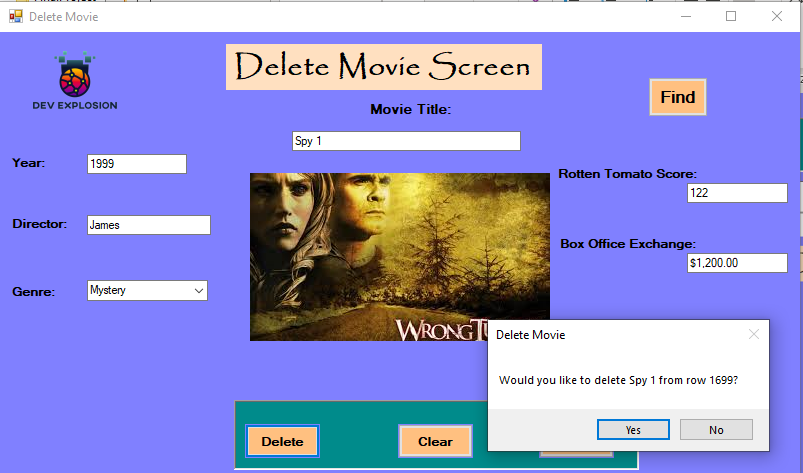 Delete Movie
Delete Movie Screen
DEV EXPLOSION
Find
Movie Title:
Spy 1
Year:
1999
Rotten Tomato Score:
122
Director:
James
Box Office Exchange:
$1,200.00
Genre:
Mystery
WRONG
Delete Movie
Would you like to delete Spy 1 from row 1699?
Yes
No
Delete
Clear